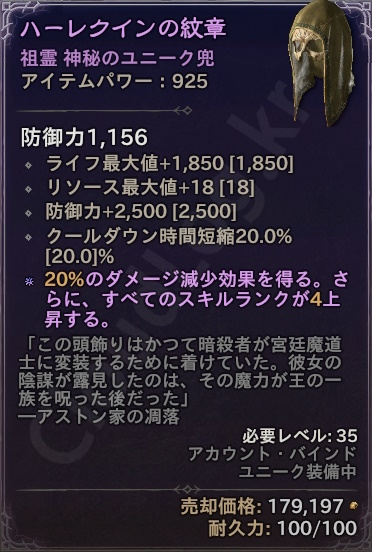 ハーレクインの紋章
祖霊 神秘のユニーク兜
アイテムパワー：925
防御力1,156
ライフ最大値+1,850 [1,850]
リソース最大値+18 [18]
防御力+2,500 [2,500]
クールダウン時間短縮20.0%
[20.0]%
20%のダメージ減少効果を得る。さ
らに、すべてのスキルランクが4上
昇する。
「この頭飾りはかつて暗殺者が宮廷魔道
士に変装するために着けていた。彼女の
陰謀が露見したのは、その魔力が王の一
族を呪った後だった」
—アストン家の凋落
必要レベル: 35
アカウント・バインド
ユニーク装備中
売却価格: 179,197
耐久力: 100/100